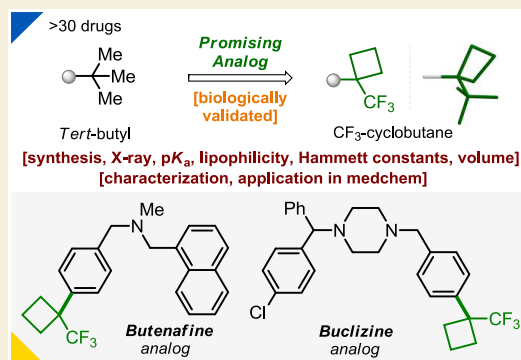 >30 drugs
Me
Me
Me
Tert-butyl
Promising
Analog
[biologically
validated]
CF₃
CF₃-cyclobutane
[synthesis, X-ray, pKₐ, lipophilicity, Hammett constants, volume]
[characterization, application in medchem]
Me
N
CF₃
Butenafine
analog
Ph
N
N
Cl
CF₃
Buclizine
analog